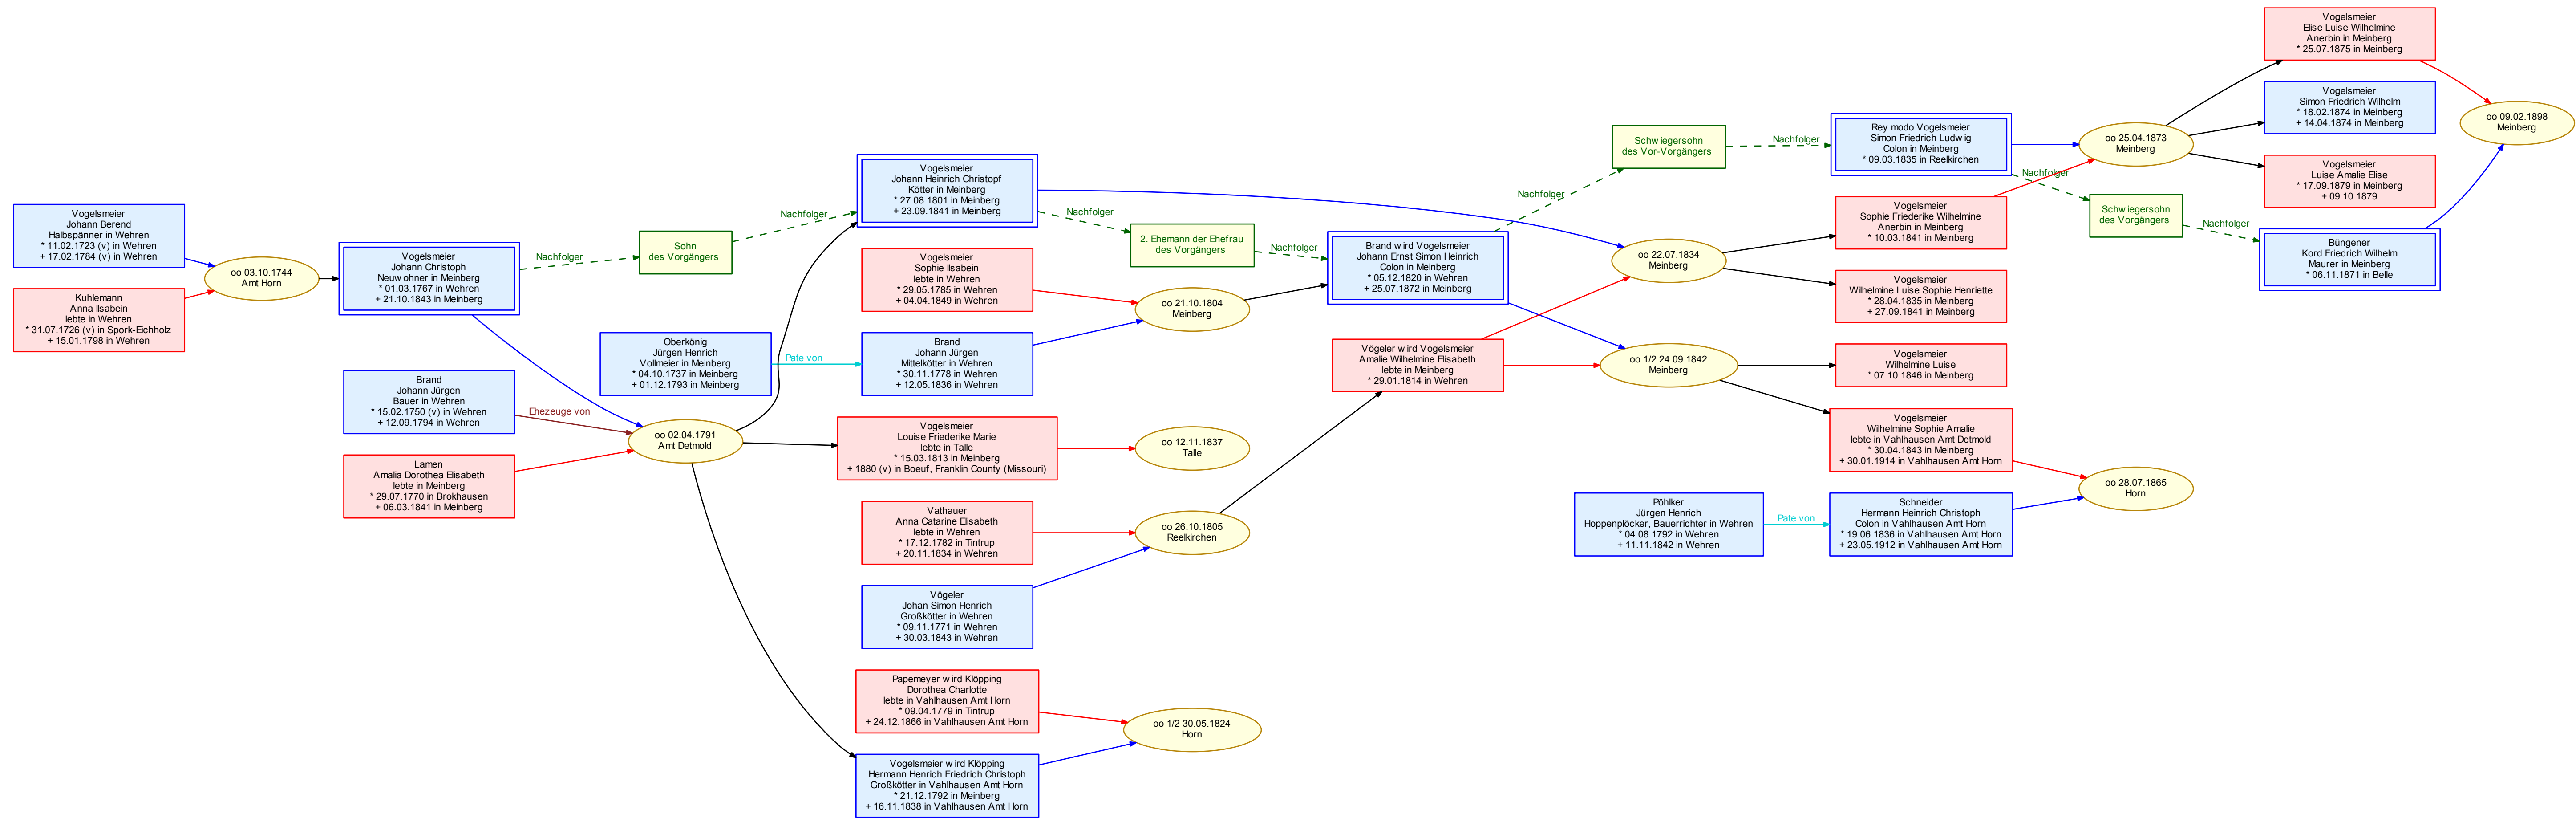 Vogelsmeier
Johann Berend
Halbspänner in Wehren
* 11.02.1723 (v) in Wehren
+ 17.02.1784 (v) in Wehren
Kuhlemann
Anna Ilsabein
lebte in Wehren
* 31.07.1726 (v) in Spork-Eichholz
+ 15.01.1798 in Wehren
oo 03.10.1744
Amt Horn
Vogelsmeier
Johann Christoph
Neuwohner in Meinberg
* 01.03.1767 in Wehren
+ 21.10.1843 in Meinberg
Brand
Johann Jürgen
Bauer in Wehren
* 15.02.1750 (v) in Wehren
+ 12.09.1794 in Wehren
Lamen
Amalia Dorothea Elisabeth
lebte in Meinberg
* 29.07.1770 in Brokhausen
+ 06.03.1841 in Meinberg
Nachfolger
Ehezeuge von
Sohn
des Vorgängers
Oberkönig
Jürgen Henrich
Vollmeier in Meinberg
* 04.10.1737 in Meinberg
+ 01.12.1793 in Meinberg
oo 02.04.1791
Amt Detmold
Nachfolger
Pate von
Vogelsmeier
Johann Heinrich Christopf
Kötter in Meinberg
* 27.08.1801 in Meinberg
+ 23.09.1841 in Meinberg
Vogelsmeier
Sophie Ilsabein
lebte in Wehren
* 29.05.1785 in Wehren
+ 04.04.1849 in Wehren
Brand
Johann Jürgen
Mittelkötter in Wehren
* 30.11.1778 in Wehren
+ 12.05.1836 in Wehren
Vogelsmeier
Louise Friederike Marie
lebte in Talle
* 15.03.1813 in Meinberg
+ 1880 (v) in Boeuf, Franklin County (Missouri)
Vathauer
Anna Catarine Elisabeth
lebte in Wehren
* 17.12.1782 in Tintrup
+ 20.11.1834 in Wehren
Vögeler
Johan Simon Henrich
Großkötter in Wehren
* 09.11.1771 in Wehren
+ 30.03.1843 in Wehren
Papemeyer wird Klöpping
Dorothea Charlotte
lebte in Vahlhausen Amt Horn
* 09.04.1779 in Tintrup
+ 24.12.1866 in Vahlhausen Amt Horn
Vogelsmeier wird Klöpping
Hermann Henrich Friedrich Christoph
Großkötter in Vahlhausen Amt Horn
* 21.12.1792 in Meinberg
+ 16.11.1838 in Vahlhausen Amt Horn
Nachfolger
2. Ehemann der Ehefrau
des Vorgängers
oo 21.10.1804
Meinberg
oo 12.11.1837
Talle
oo 26.10.1805
Reelkirchen
oo 1/2 30.05.1824
Horn
Nachfolger
Brand wird Vogelsmeier
Johann Ernst Simon Heinrich
Colon in Meinberg
* 05.12.1820 in Wehren
+ 25.07.1872 in Meinberg
Vögeler wird Vogelsmeier
Amalie Wilhelmine Elisabeth
lebte in Meinberg
* 29.01.1814 in Wehren
Nachfolger
Schwiegersohn
des Vor-Vorgängers
oo 22.07.1834
Meinberg
oo 1/2 24.09.1842
Meinberg
Pöhlker
Jürgen Henrich
Hoppenplöcker, Bauerrichter in Wehren
* 04.08.1792 in Wehren
+ 11.11.1842 in Wehren
Nachfolger
Pate von
Rey modo Vogelsmeier
Simon Friedrich Ludwig
Colon in Meinberg
* 09.03.1835 in Reelkirchen
Vogelsmeier
Sophie Friederike Wilhelmine
Anerbin in Meinberg
* 10.03.1841 in Meinberg
Vogelsmeier
Wilhelmine Luise Sophie Henriette
* 28.04.1835 in Meinberg
+ 27.09.1841 in Meinberg
Vogelsmeier
Wilhelmine Luise
* 07.10.1846 in Meinberg
Vogelsmeier
Wilhelmine Sophie Amalie
lebte in Vahlhausen Amt Detmold
* 30.04.1843 in Meinberg
+ 30.01.1914 in Vahlhausen Amt Horn
Schneider
Hermann Heinrich Christoph
Colon in Vahlhausen Amt Horn
* 19.06.1836 in Vahlhausen Amt Horn
+ 23.05.1912 in Vahlhausen Amt Horn
Nachfolger
oo 25.04.1873
Meinberg
Schwiegersohn
des Vorgängers
oo 28.07.1865
Horn
Nachfolger
Vogelsmeier
Elise Luise Wilhelmine
Anerbin in Meinberg
* 25.07.1875 in Meinberg
Vogelsmeier
Simon Friedrich Wilhelm
* 18.02.1874 in Meinberg
+ 14.04.1874 in Meinberg
Vogelsmeier
Luise Amalie Elise
* 17.09.1879 in Meinberg
+ 09.10.1879
Büngener
Kord Friedrich Wilhelm
Maurer in Meinberg
* 06.11.1871 in Belle
oo 09.02.1898
Meinberg